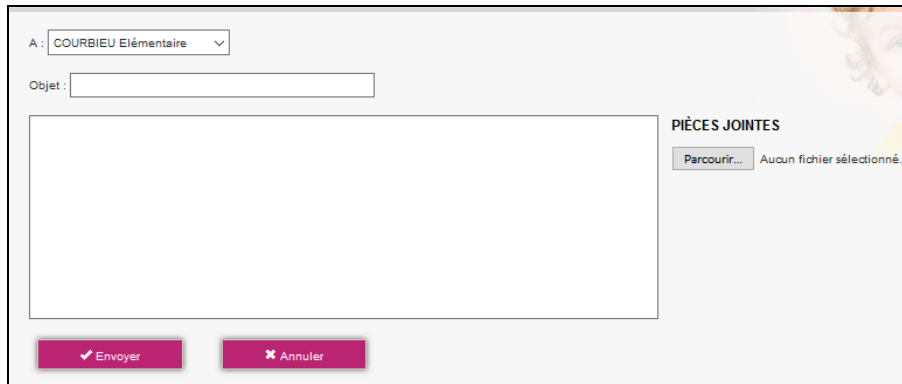 A : COURBIEU Elémentaire
Objet :
PIÈCES JOINTES
Parcourir... Aucun fichier sélectionné.
✔ Envoyer ✖ Annuler